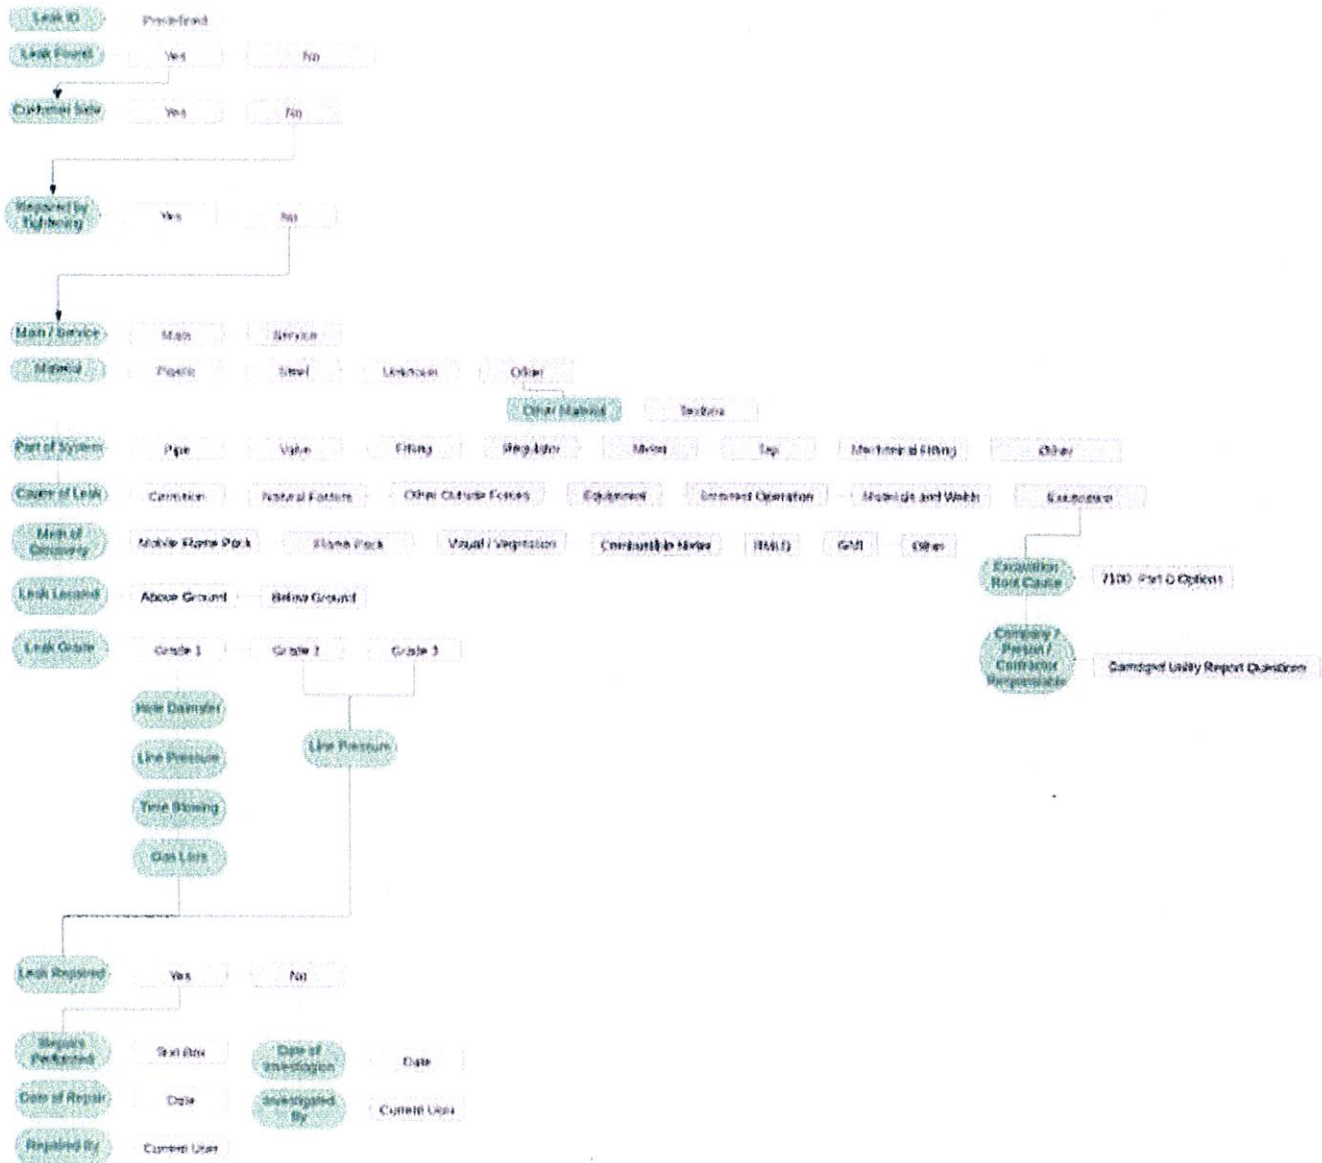 Leak ID Predefined
Leak Found Yes No
Customer Side Yes No
Repaired by
Tightening
Yes No
Main / Service Main Service
Material Plastic Steel Unknown Other
Other Material Textbox
Part of System Pipe Valve Fitting Regulator Meter Tap Mechanical Fitting Other
Cause of Leak Corrosion Natural Forces Other Outside Forces Equipment Incorrect Operation Materials and Welds Excavation
Mean of
Discovery
Mobile Flame Pack Flame Pack Visual / Vegetation Combustible Meter RMLD GMI Other
Excavation
Root Cause
7100 Part D Options
Leak Located Above Ground Below Ground
Leak Grade Grade 1 Grade 2 Grade 3
Company /
Person /
Contractor
Responsible
Damaged Utility Report Questions
Hole Diameter
Line Pressure
Line Pressure
Time Blowing
Gas Loss
Leak Repaired Yes No
Repairs
Performed
Text Box
Date of
Investigation
Date
Date of Repair Date
Investigated
By
Current User
Repaired By Current User